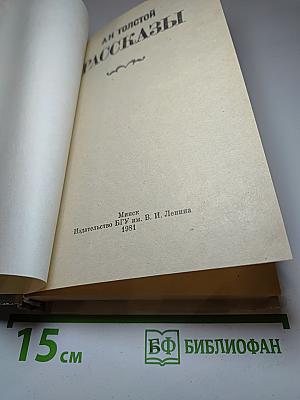 А.Н. ТОЛСТОЙ
РАССКАЗЫ
Минск
Издательство БГУ им. В. И. Ленина
1981
15 см
БФ БИБЛИОФАН